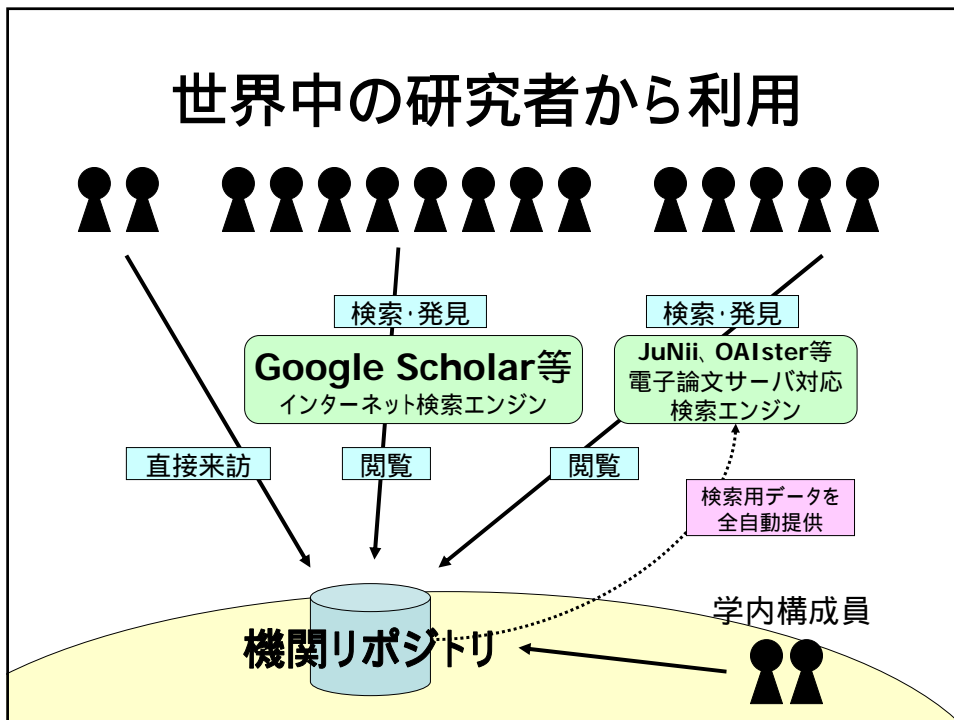 世界中の研究者から利用
検索・発見
検索・発見
Google Scholar等
インターネット検索エンジン
JuNii、OAIster等
電子論文サーバ対応
検索エンジン
直接来訪
閲覧
閲覧
検索用データを
全自動提供
学内構成員
機関リポジトリ